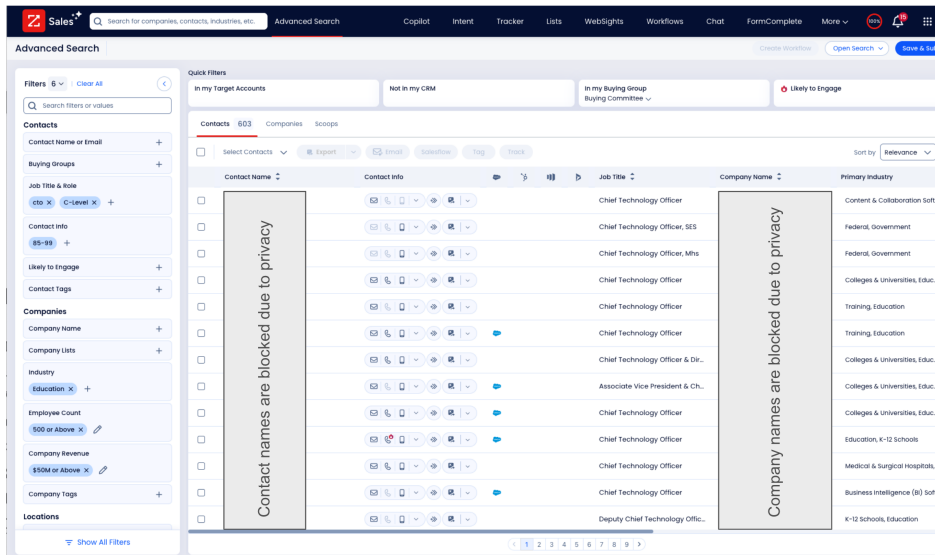 Z Sales
Search for companies, contacts, industries, etc.
Advanced Search
Copilot
Intent
Tracker
Lists
WebSights
Workflows
Chat
FormComplete
More
100%
15
Advanced Search
Create Workflow
Open Search
Save & Sub
Filters 6
Clear All
Search filters or values
Contacts
Contact Name or Email
Buying Groups
Job Title & Role
cto
C-Level
Contact Info
85-99
Likely to Engage
Contact Tags
Companies
Company Name
Company Lists
Industry
Education
Employee Count
500 or Above
Company Revenue
$50M or Above
Company Tags
Locations
Show All Filters
Quick Filters
In my Target Accounts
Not in my CRM
In my Buying Group
Buying Committee
Likely to Engage
Contacts 603
Companies
Scoops
Select Contacts
Export
Email
Salesflow
Tag
Track
Sort by Relevance
Contact Name
Contact Info
Job Title
Company Name
Primary Industry
Contact names are blocked due to privacy
Company names are blocked due to privacy
Chief Technology Officer
Content & Collaboration Soft
Chief Technology Officer, SES
Federal, Government
Chief Technology Officer, Mhs
Federal, Government
Chief Technology Officer
Colleges & Universities, Educ.
Chief Technology Officer
Training, Education
Chief Technology Officer
Training, Education
Chief Technology Officer & Dir...
Colleges & Universities, Educ.
Associate Vice President & Ch...
Colleges & Universities, Educ.
Chief Technology Officer
Colleges & Universities, Educ.
Chief Technology Officer
Education, K-12 Schools
Chief Technology Officer
Medical & Surgical Hospitals,
Chief Technology Officer
Business Intelligence (BI) Soft
Deputy Chief Technology Offic...
K-12 Schools, Education
1 2 3 4 5 6 7 8 9